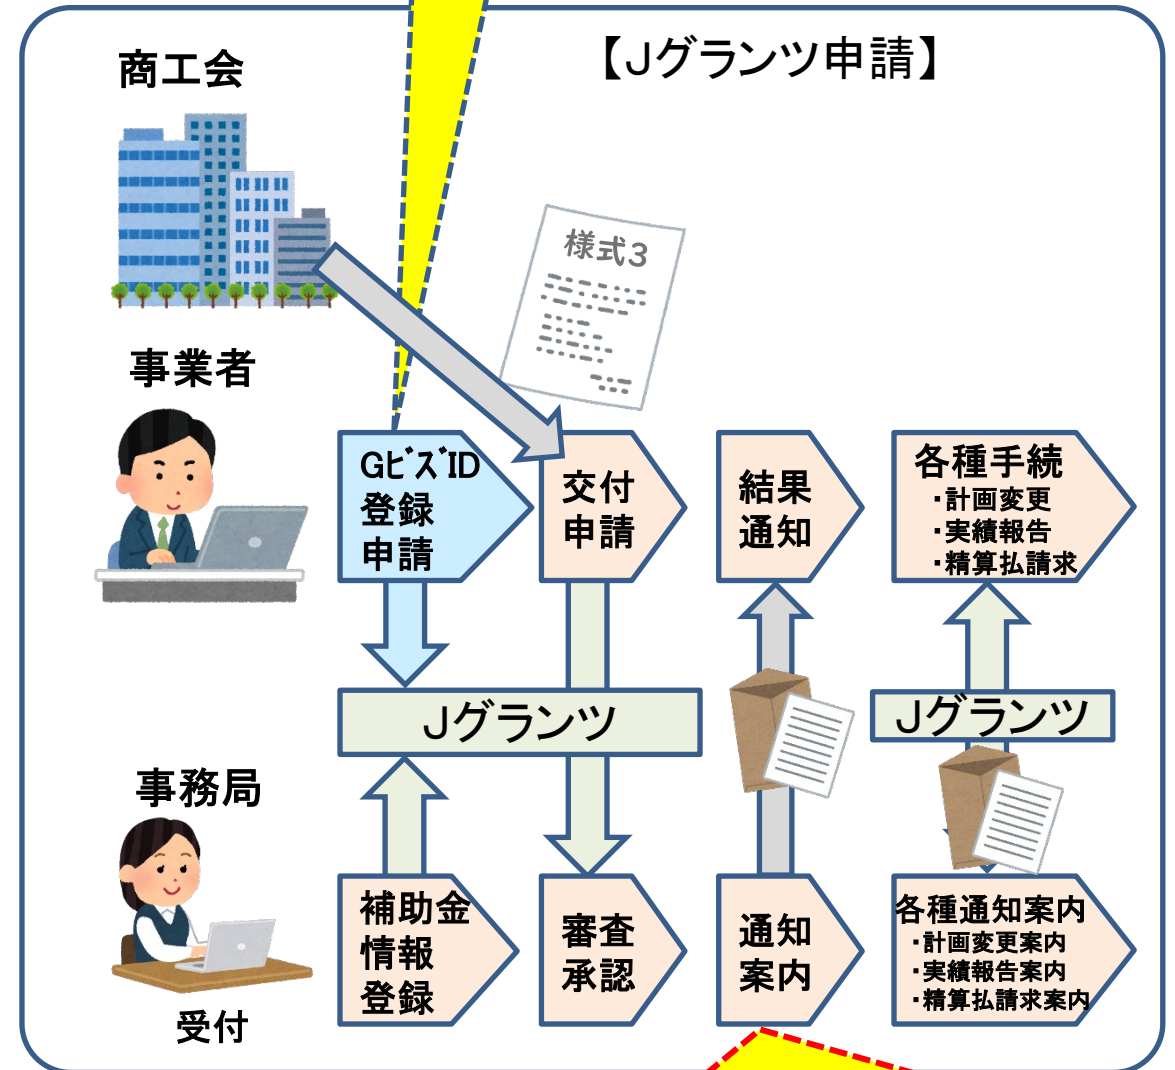 【Jグランツ申請】
商工会
様式3
事業者
Gﾋﾞｽﾞ ID
登録
申請
交付
申請
結果
通知
各種手続
・計画変更
・実績報告
・精算払請求
Jグランツ
Jグランツ
事務局
受付
補助金
情報
登録
審査
承認
通知
案内
各種通知案内
・計画変更案内
・実績報告案内
・精算払請求案内